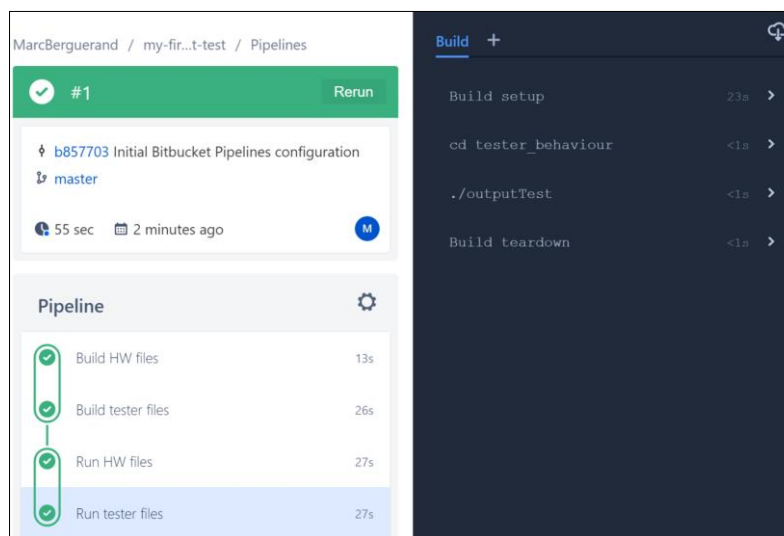 MarcBerguerand / my-fir...t-test / Pipelines
#1 Rerun
b857703 Initial Bitbucket Pipelines configuration
master
55 sec 2 minutes ago M
Pipeline
Build HW files 13s
Build tester files 26s
Run HW files 27s
Run tester files 27s
Build +
Build setup 23s
cd tester_behaviour <1s
./outputTest <1s
Build teardown <1s